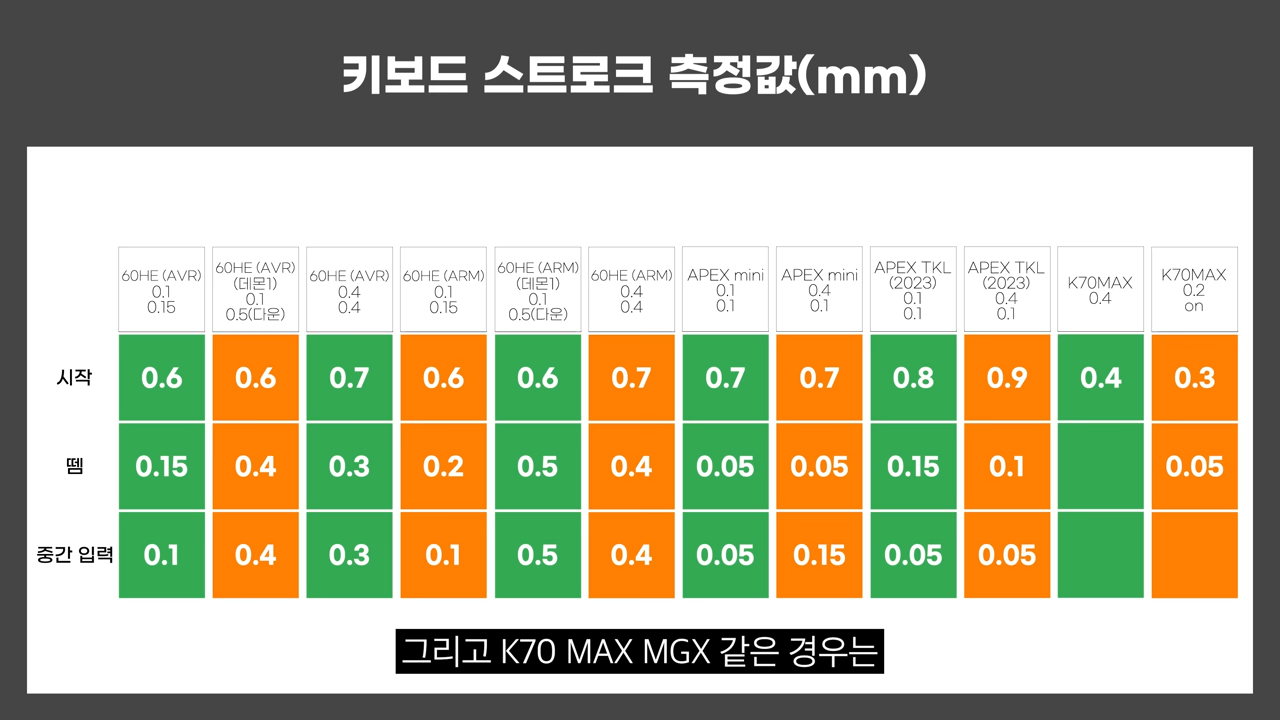 키보드 스트로크 측정값(mm)
60HE (AVR)
0.1
0.15
60HE (AVR)
(데몬1)
0.1
0.5(다운)
60HE (AVR)
0.4
0.4
60HE (ARM)
0.1
0.15
60HE (ARM)
(데몬1)
0.1
0.5(다운)
60HE (ARM)
0.4
0.4
APEX mini
0.1
0.1
APEX mini
0.4
0.1
APEX TKL
(2023)
0.1
0.1
APEX TKL
(2023)
0.4
0.1
K70MAX
0.4
K70MAX
0.2
on
시작 0.6 0.6 0.7 0.6 0.6 0.7 0.7 0.7 0.8 0.9 0.4 0.3
뗌 0.15 0.4 0.3 0.2 0.5 0.4 0.05 0.05 0.15 0.1 0.05
중간 입력 0.1 0.4 0.3 0.1 0.5 0.4 0.05 0.15 0.05 0.05
그리고 K70 MAX MGX 같은 경우는